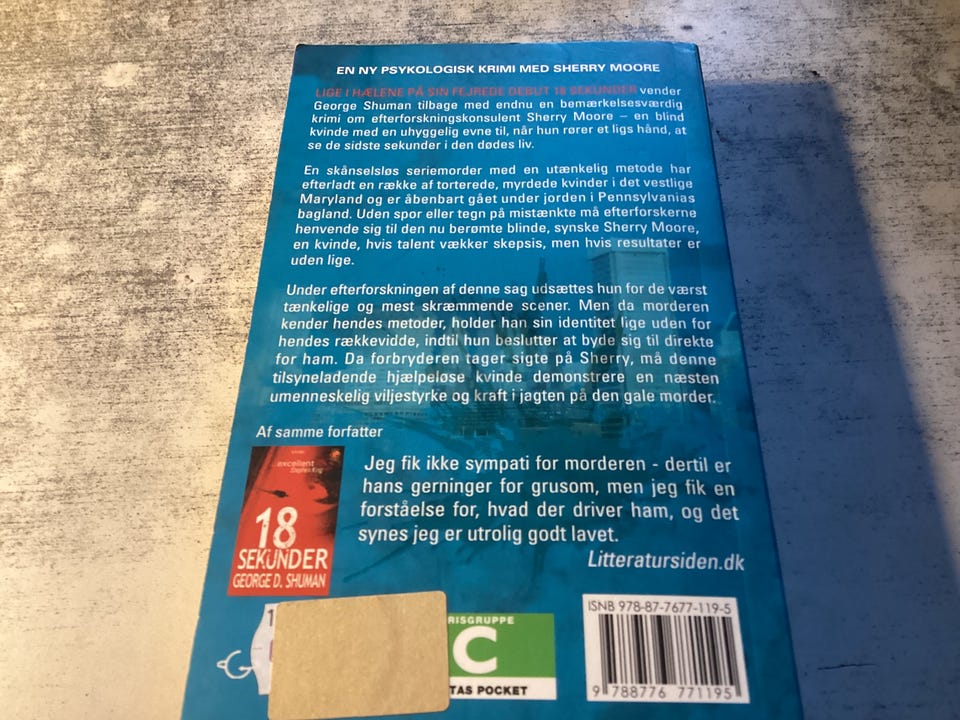 EN NY PSYKOLOGISK KRIMI MED SHERRY MOORE
LIGE I HÆLENE PÅ SIN FEJREDE DEBUT 18 SEKUNDER vender
George Shuman tilbage med endnu en bemærkelsesværdig
krimi om efterforskningskonsulent Sherry Moore – en blind
kvinde med en uhyggelig evne til, når hun rører et ligs hånd, at
se de sidste sekunder i den dødes liv.
En skånselsløs seriemorder med en utænkelig metode har
efterladt en række af torterede, myrdede kvinder i det vestlige
Maryland og er åbenbart gået under jorden i Pennsylvanias
bagland. Uden spor eller tegn på mistænkte må efterforskerne
henvende sig til den nu berømte blinde, synske Sherry Moore,
en kvinde, hvis talent vækker skepsis, men hvis resultater er
uden lige.
Under efterforskningen af denne sag udsættes hun for de værst
tænkelige og mest skræmmende scener. Men da morderen
kender hendes metoder, holder han sin identitet lige uden for
hendes rækkevidde, indtil hun beslutter at byde sig til direkte
for ham. Da forbryderen tager sigte på Sherry, må denne
tilsyneladende hjælpeløse kvinde demonstrere en næsten
umenneskelig viljestyrke og kraft i jagten på den gale morder.
Af samme forfatter
excellent
Stephen King
18
SEKUNDER
GEORGE D. SHUMAN
Jeg fik ikke sympati for morderen - dertil er
hans gerninger for grusom, men jeg fik en
forståelse for, hvad der driver ham, og det
synes jeg er utrolig godt lavet.
Litteratursiden.dk
RISGRUPPE
C
TAS POCKET
ISNB 978-87-7677-119-5
9 788776 771195